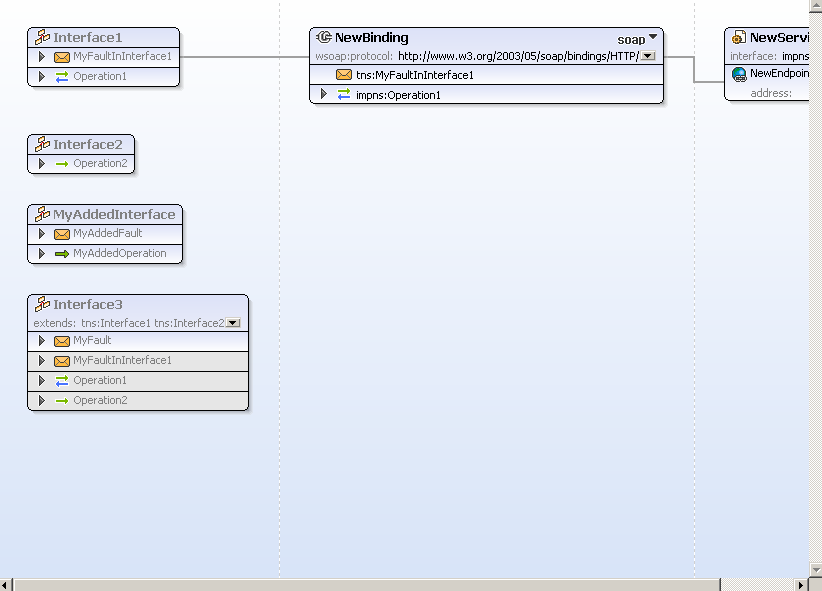 Interface1
MyFaultInInterface1
Operation1
NewBinding soap
wsoap:protocol: http://www.w3.org/2003/05/soap/bindings/HTTP/
tns:MyFaultInInterface1
impns:Operation1
NewServi
interface: impns
NewEndpoin
address:
Interface2
Operation2
MyAddedInterface
MyAddedFault
MyAddedOperation
Interface3
extends: tns:Interface1 tns:Interface2
MyFault
MyFaultInInterface1
Operation1
Operation2